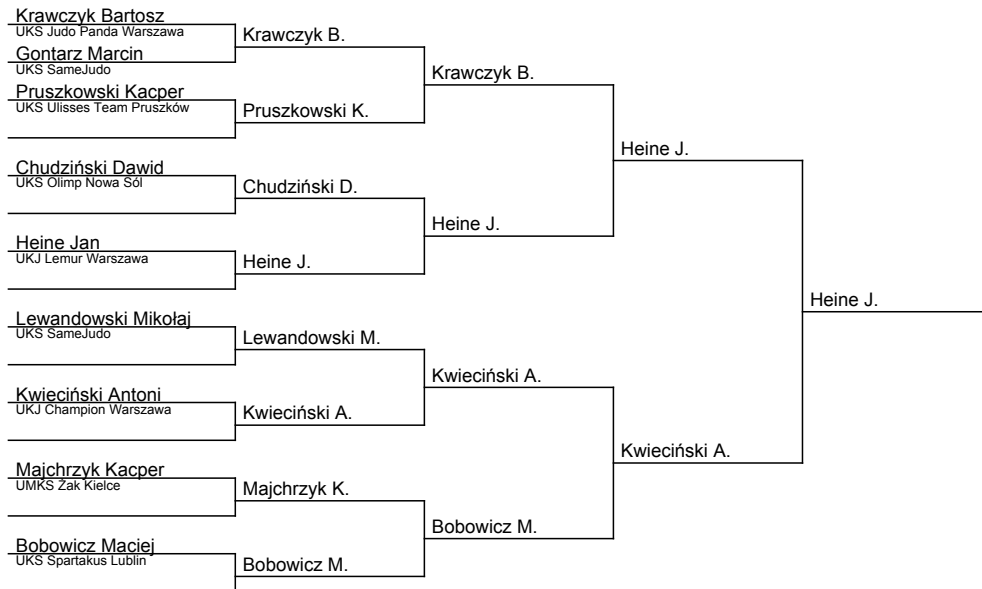 Krawczyk Bartosz
UKS Judo Panda Warszawa
Gontarz Marcin
UKS SameJudo
Pruszkowski Kacper
UKS Ulisses Team Pruszków
Chudziński Dawid
UKS Olimp Nowa Sól
Heine Jan
UKJ Lemur Warszawa
Lewandowski Mikołaj
UKS SameJudo
Kwieciński Antoni
UKJ Champion Warszawa
Majchrzyk Kacper
UMKS Żak Kielce
Bobowicz Maciej
UKS Spartakus Lublin
Krawczyk B.
Pruszkowski K.
Chudziński D.
Heine J.
Lewandowski M.
Kwieciński A.
Majchrzyk K.
Bobowicz M.
Krawczyk B.
Heine J.
Kwieciński A.
Bobowicz M.
Heine J.
Kwieciński A.
Heine J.